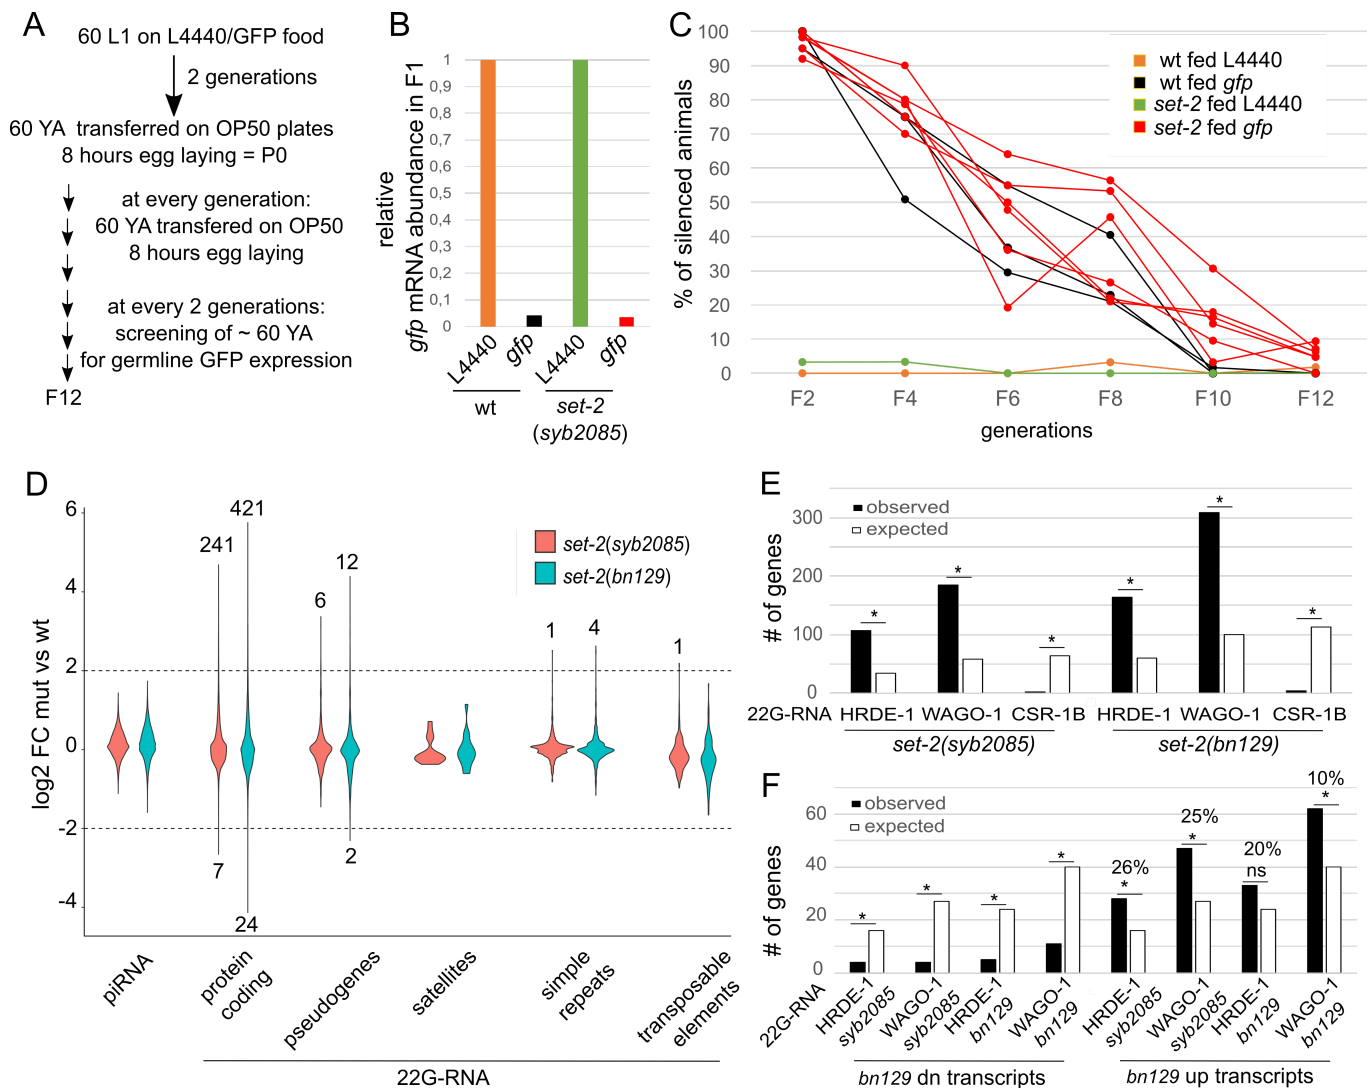 A
60 L1 on L4440/GFP food
2 generations
60 YA transferred on OP50 plates
8 hours egg laying = P0
at every generation:
60 YA transfered on OP50
8 hours egg laying
at every 2 generations:
screening of ~ 60 YA
for germline GFP expression
F12
B
relative
gfp mRNA abundance in F1
1
0,9
0,8
0,7
0,6
0,5
0,4
0,3
0,2
0,1
0
L4440
gfp
L4440
gfp
wt
set-2
(syb2085)
C
% of silenced animals
100
90
80
70
60
50
40
30
20
10
0
wt fed L4440
wt fed gfp
set-2 fed L4440
set-2 fed gfp
F2 F4 F6 F8 F10 F12
generations
D
log2 FC mut vs wt
6
4
2
0
-2
-4
421
241
12
6
1
4
1
7
2
24
set-2(syb2085)
set-2(bn129)
piRNA
protein
coding
pseudogenes
satellites
simple
repeats
transposable
elements
22G-RNA
E
# of genes
300
200
100
0
observed
expected
* * * * * *
22G-RNA HRDE-1 WAGO-1 CSR-1B HRDE-1 WAGO-1 CSR-1B
set-2(syb2085)
set-2(bn129)
F
# of genes
60
40
20
0
observed
expected
* * * *
26%
*
25%
*
20%
ns
10%
*
22G-RNA
HRDE-1
syb2085
WAGO-1
syb2085
HRDE-1
bn129
WAGO-1
bn129
HRDE-1
syb2085
WAGO-1
syb2085
HRDE-1
bn129
WAGO-1
bn129
bn129 dn transcripts
bn129 up transcripts